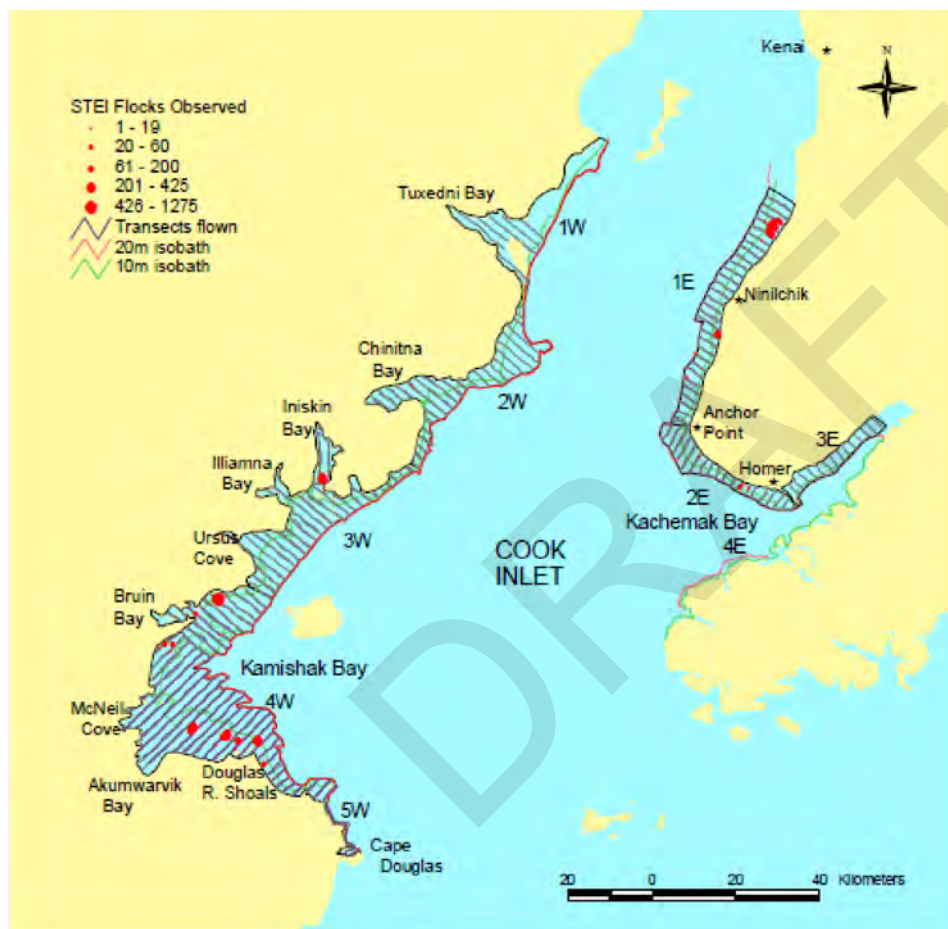 Kenai
N
STEI Flocks Observed
1 - 19
20 - 60
61 - 200
201 - 425
426 - 1275
Transects flown
20m isobath
10m isobath
Tuxedni Bay
1W
1E
Ninilchik
Chinitna
Bay
2W
Iniskin
Bay
Anchor
Point
3E
Illiamna
Bay
Homer
2E
Kachemak Bay
3W
Ursus
Cove
COOK
INLET
4E
Bruin
Bay
Kamishak Bay
4W
McNeil
Cove
Douglas
R. Shoals
Akumwarvik
Bay
5W
Cape
Douglas
20 0 20 40 Kilometers
DRAFT